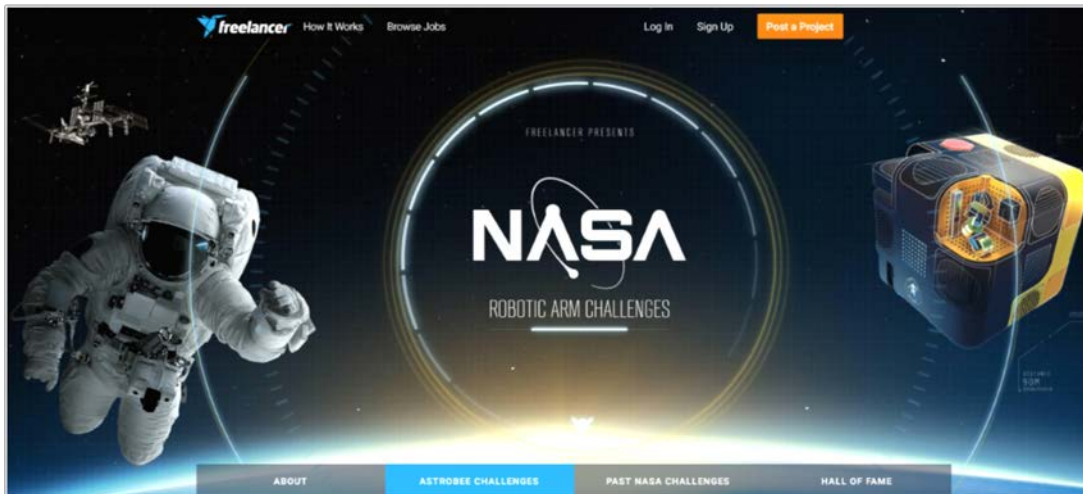 freelancer How It Works Browse Jobs Log In Sign Up Post a Project
FREELANCER PRESENTS
NASA
ROBOTIC ARM CHALLENGES
90M
ABOUT ASTROBEE CHALLENGES PAST NASA CHALLENGES HALL OF FAME